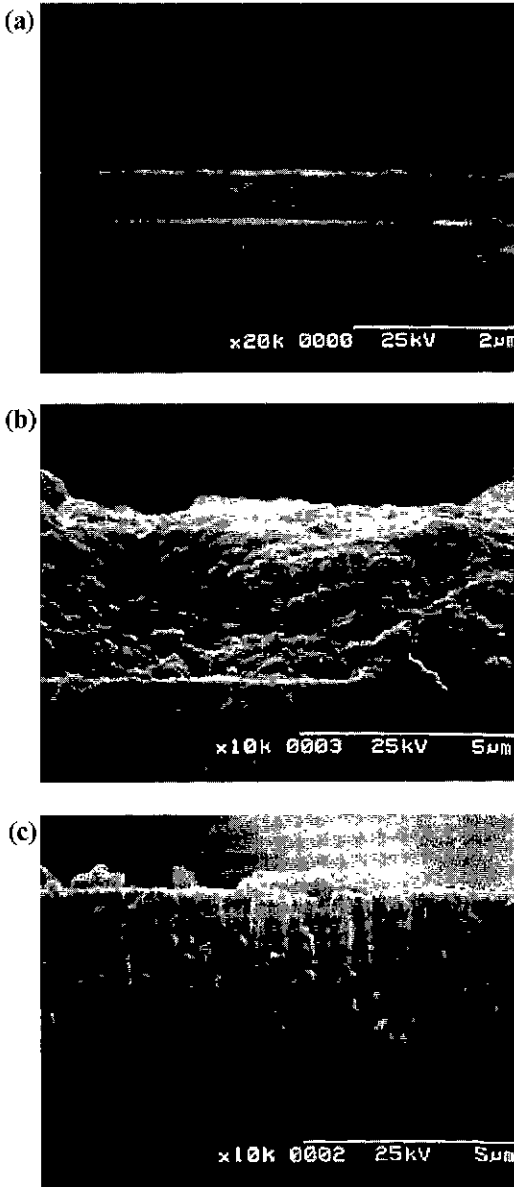 (a)
x20k 0000 25kV 2μm
(b)
x10k 0003 25kV 5μm
(c)
x10k 0002 25kV 5μm